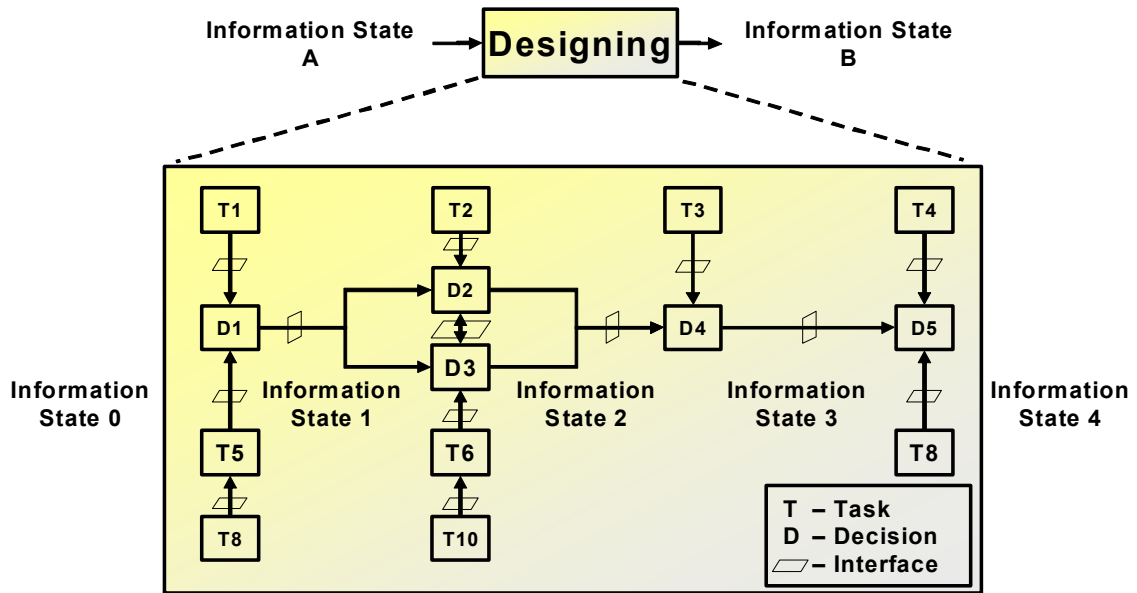 Information State
A
Designing
Information State
B
T1
T2
T3
T4
D2
D1
D4
D5
D3
Information
State 0
Information
State 1
Information
State 2
Information
State 3
Information
State 4
T5
T6
T8
T8
T10
T – Task
D – Decision
– Interface